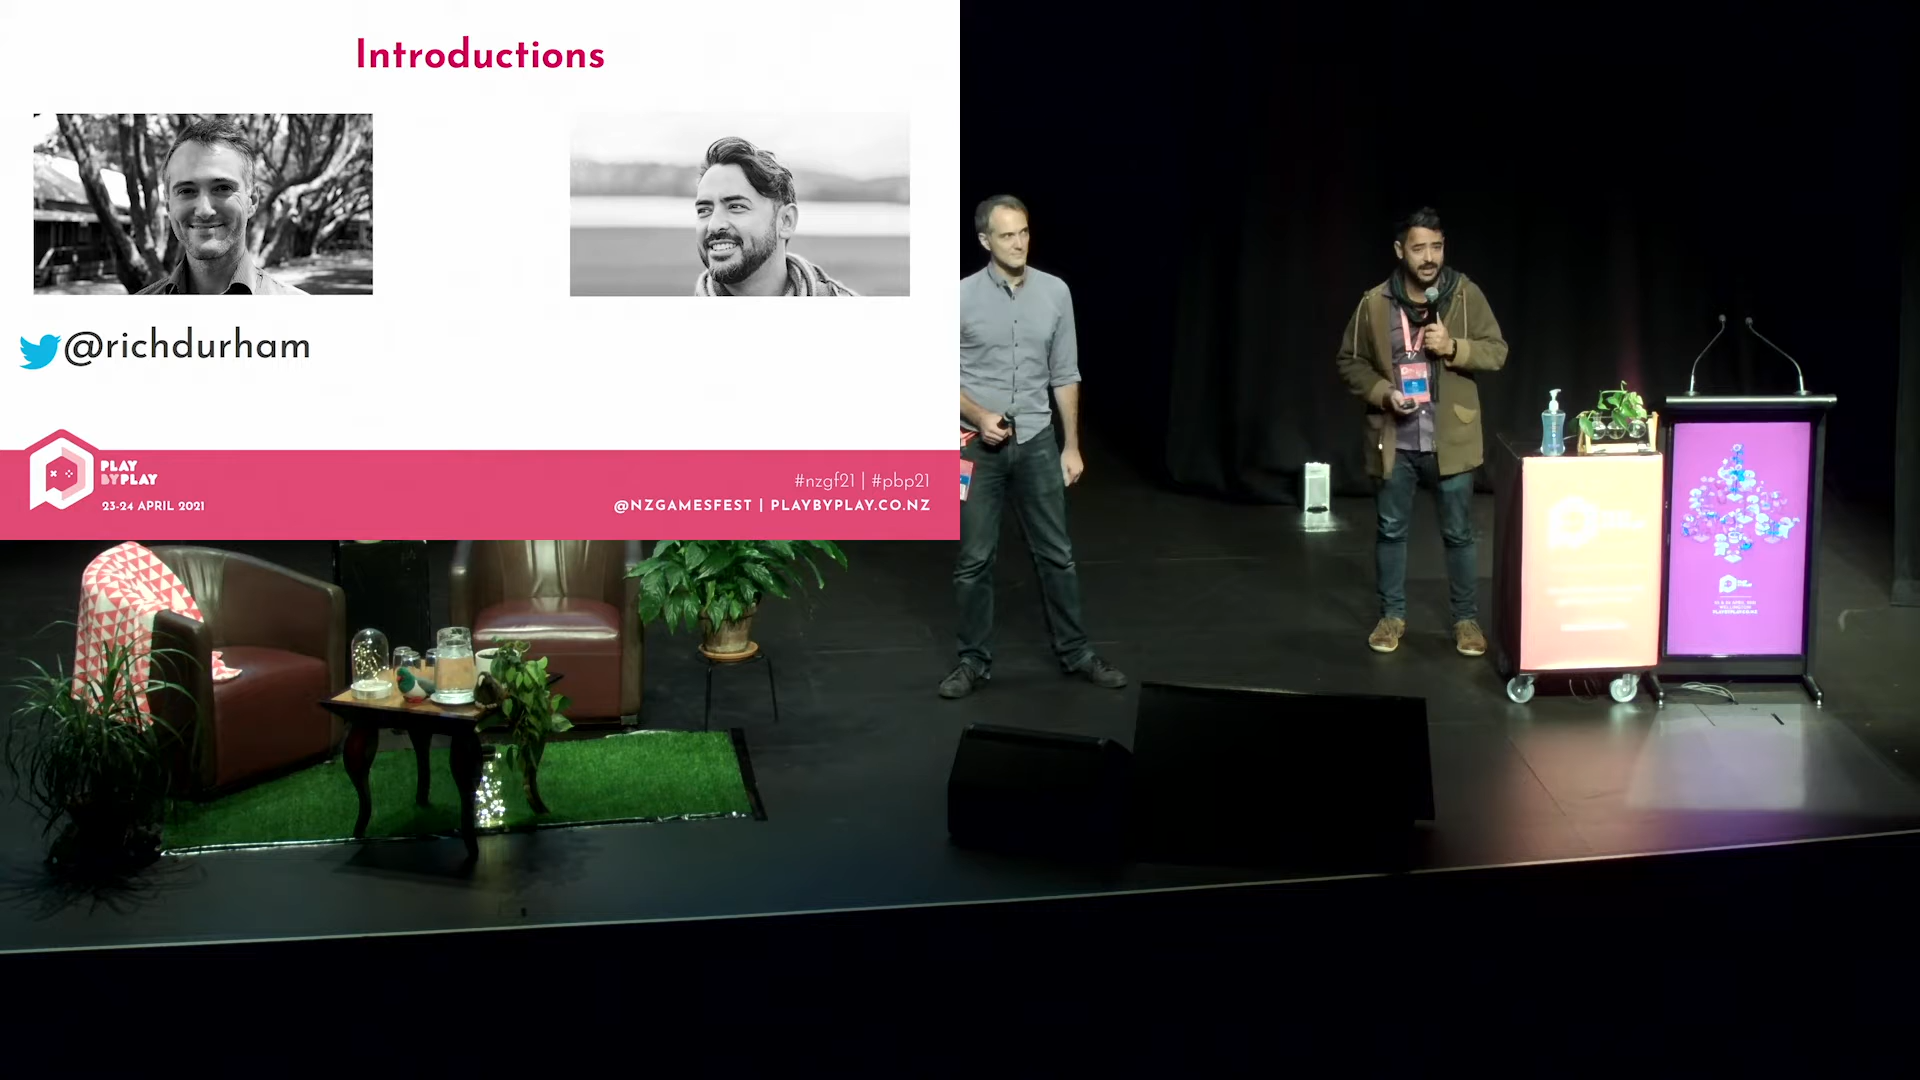 Introductions
@richdurham
PLAY
BYPLAY
23-24 APRIL 2021
#nzgf21 | #pbp21
@NZGAMESFEST | PLAYBYPLAY.CO.NZ